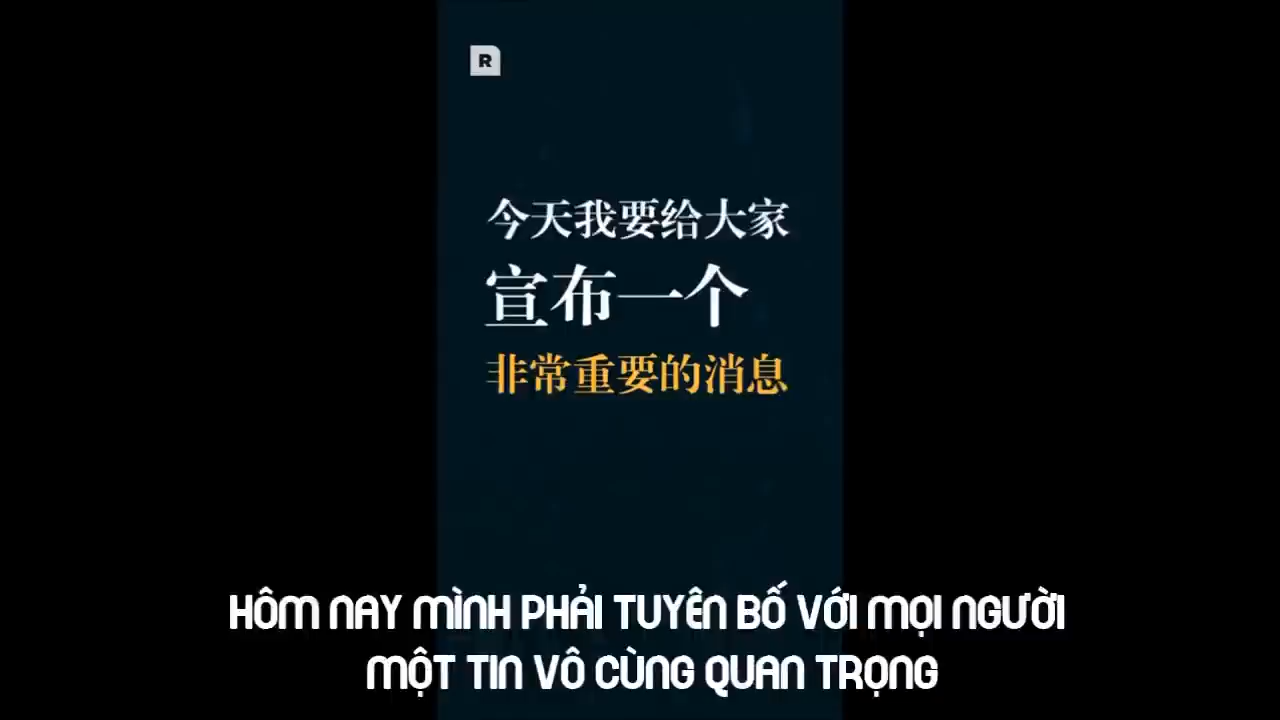 R
今天我要给大家
宣布一个
非常重要的消息
HÔM NAY MÌNH PHẢI TUYÊN BỐ VỚI MỌI NGƯỜI
MỘT TIN VÔ CÙNG QUAN TRỌNG